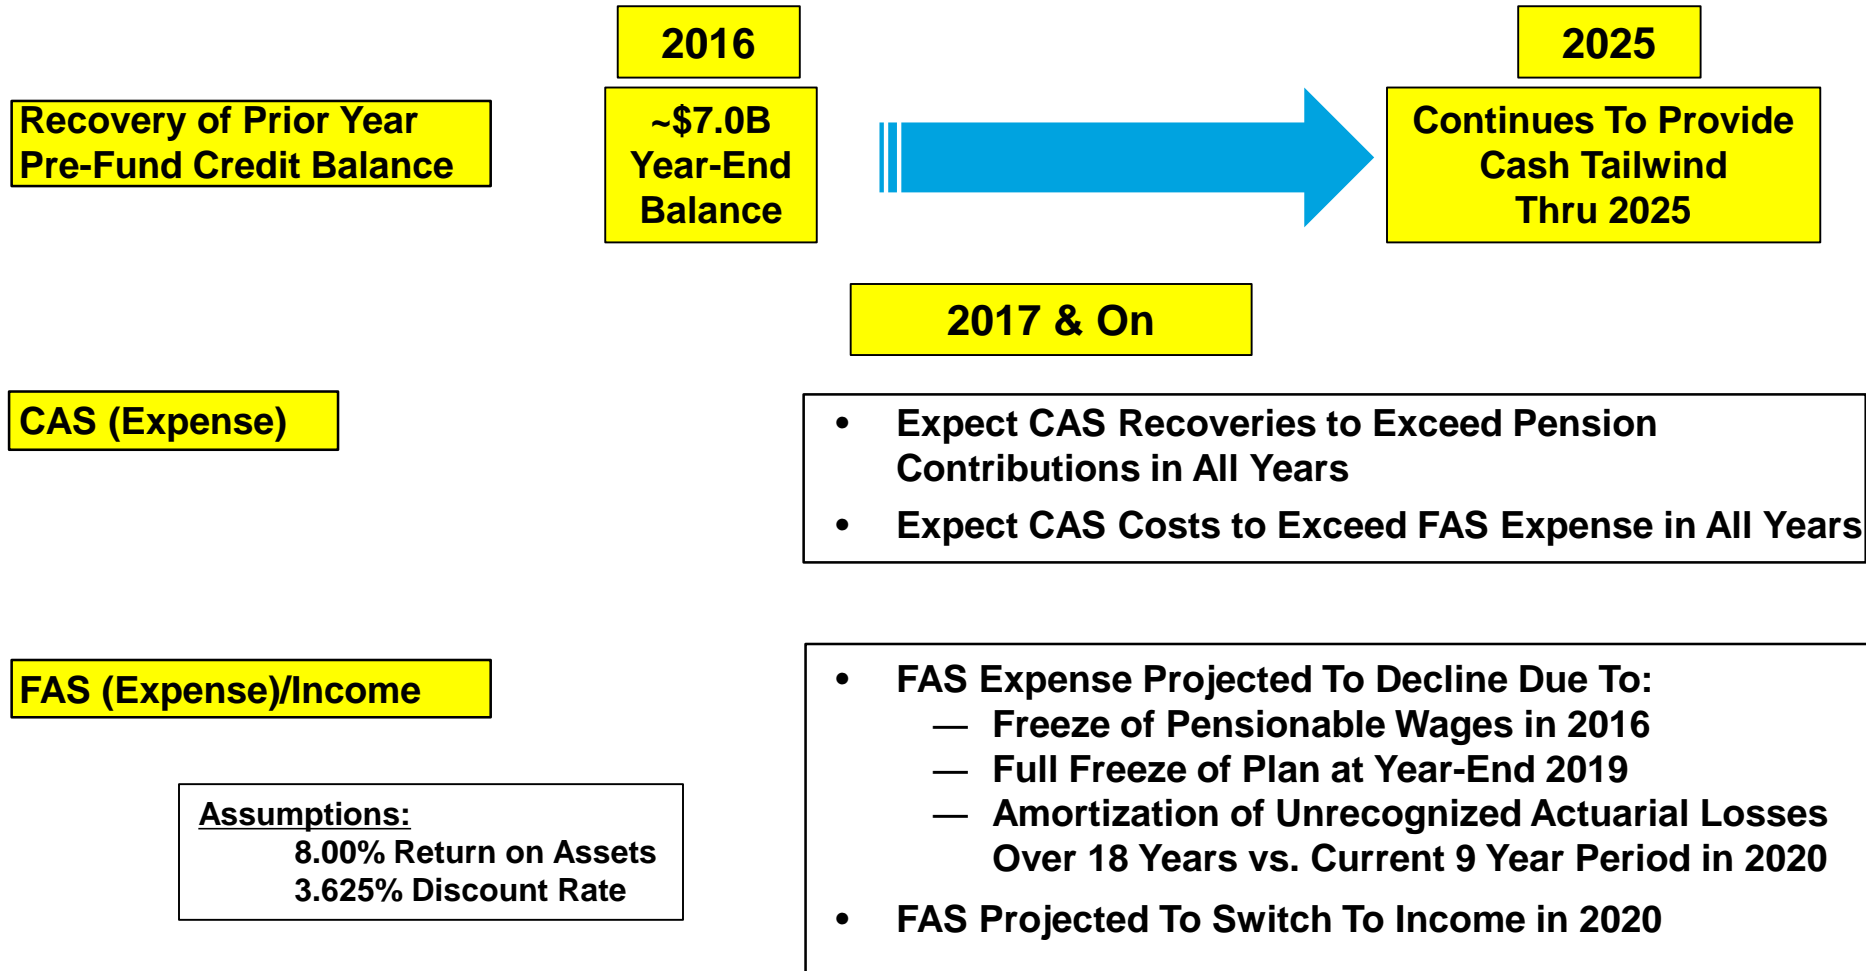 2016
2025
Recovery of Prior Year
Pre-Fund Credit Balance
~$7.0B
Year-End
Balance
Continues To Provide
Cash Tailwind
Thru 2025
2017 & On
CAS (Expense)
• Expect CAS Recoveries to Exceed Pension
Contributions in All Years
• Expect CAS Costs to Exceed FAS Expense in All Years
FAS (Expense)/Income
• FAS Expense Projected To Decline Due To:
— Freeze of Pensionable Wages in 2016
— Full Freeze of Plan at Year-End 2019
— Amortization of Unrecognized Actuarial Losses
Over 18 Years vs. Current 9 Year Period in 2020
• FAS Projected To Switch To Income in 2020
Assumptions:
8.00% Return on Assets
3.625% Discount Rate